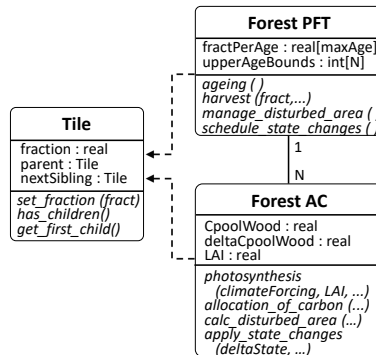 Forest PFT
fractPerAge : real[maxAge]
upperAgeBounds : int[N]
ageing ( )
harvest (fract,...)
manage_disturbed_area ( )
schedule_state_changes ( )
Tile
fraction : real
parent : Tile
nextSibling : Tile
set_fraction (fract)
has_children()
get_first_child()
1
N
Forest AC
CpoolWood : real
deltaCpoolWood : real
LAI : real
photosynthesis
(climateForcing, LAI, ...)
allocation_of_carbon (...)
calc_disturbed_area (...)
apply_state_changes
(deltaState, ...)